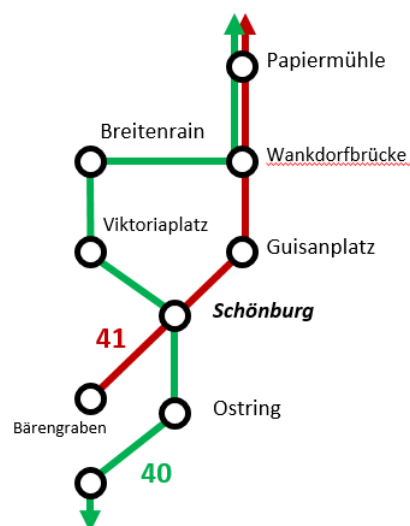 Papiermühle
Breitenrain
Wankdorfbrücke
Viktoriaplatz
Guisanplatz
Schönburg
41
Bärengraben
Ostring
40